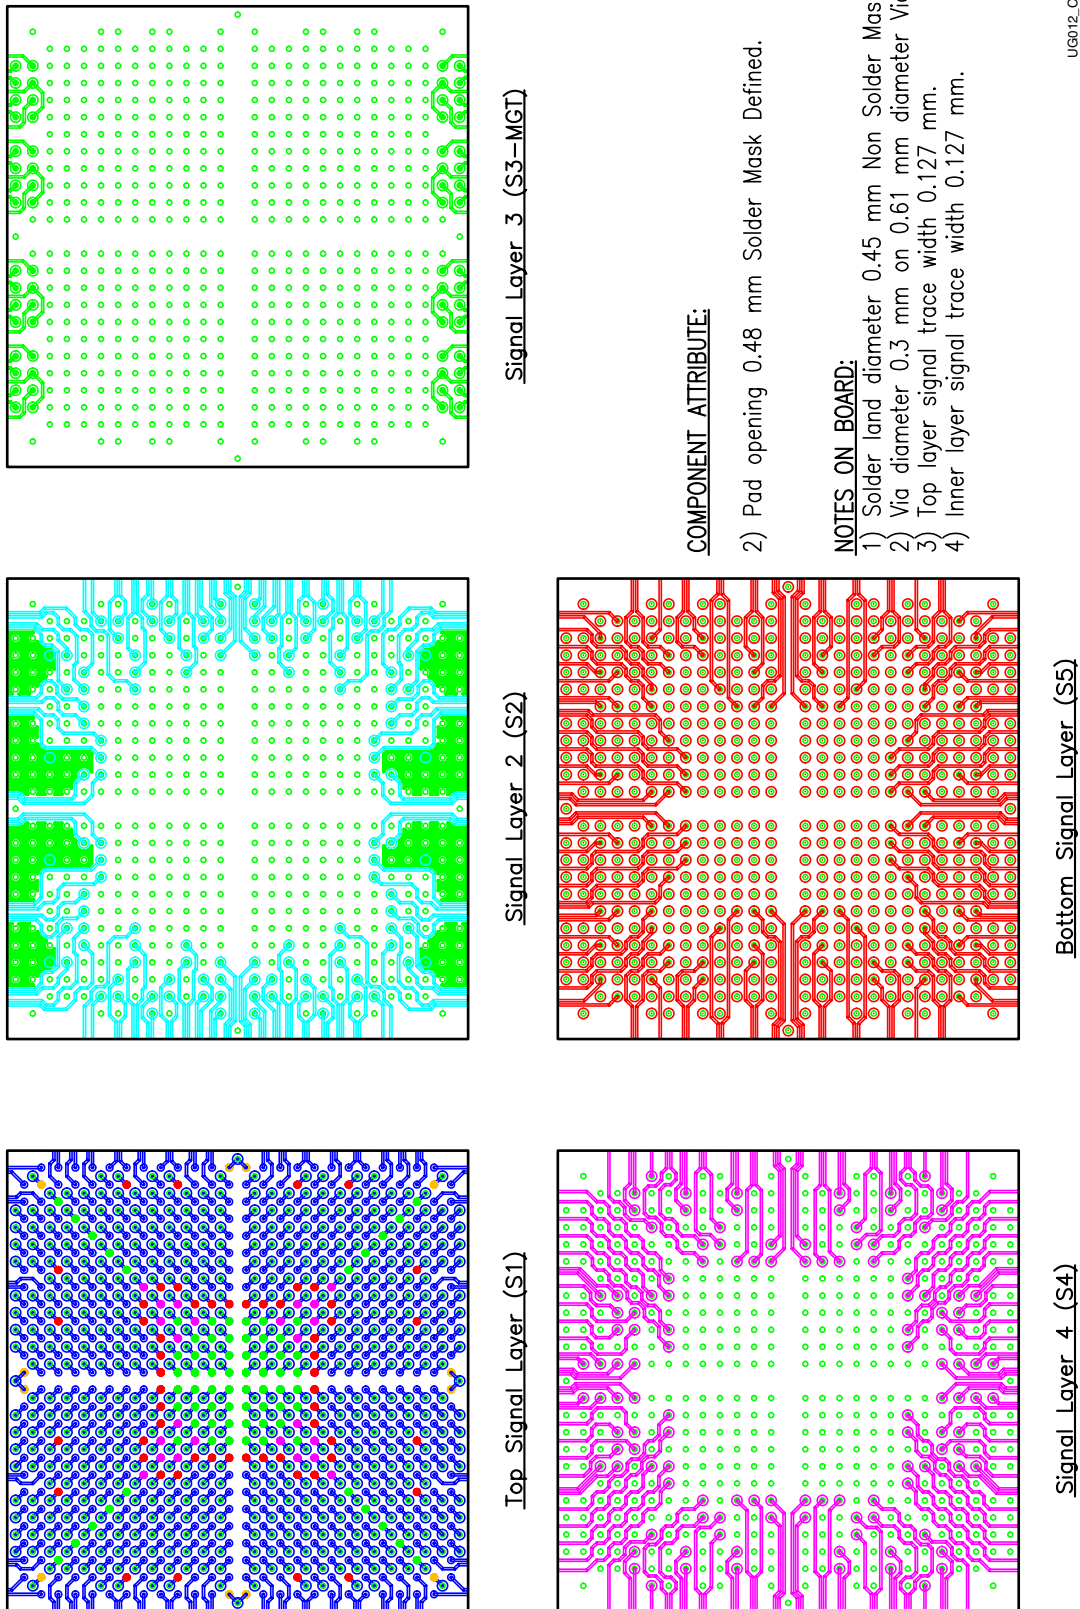 Top Signal Layer (S1)
Signal Layer 2 (S2)
Signal Layer 3 (S3-MGT)
Signal Layer 4 (S4)
Bottom Signal Layer (S5)
COMPONENT ATTRIBUTE:
2) Pad opening 0.48 mm Solder Mask Defined.
NOTES ON BOARD:
1) Solder land diameter 0.45 mm Non Solder Mas
2) Via diameter 0.3 mm on 0.61 mm diameter Via
3) Top layer signal trace width 0.127 mm.
4) Inner layer signal trace width 0.127 mm.